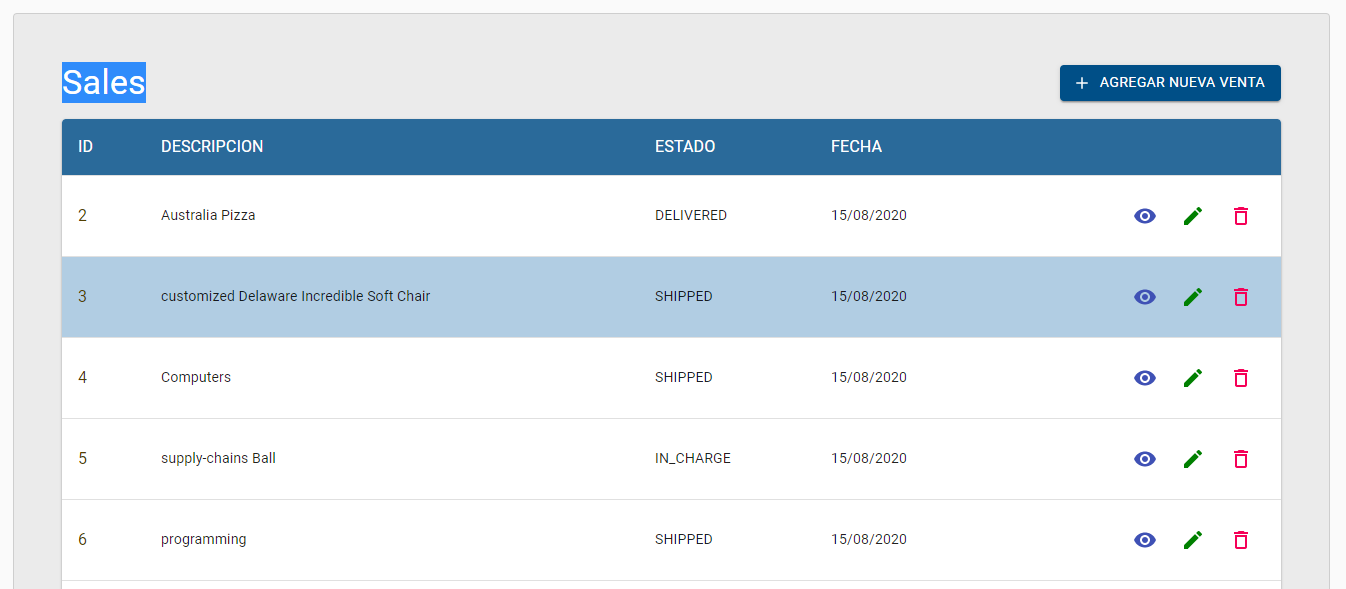 Sales
+ AGREGAR NUEVA VENTA
ID DESCRIPCION ESTADO FECHA
2 Australia Pizza DELIVERED 15/08/2020
3 customized Delaware Incredible Soft Chair SHIPPED 15/08/2020
4 Computers SHIPPED 15/08/2020
5 supply-chains Ball IN_CHARGE 15/08/2020
6 programming SHIPPED 15/08/2020